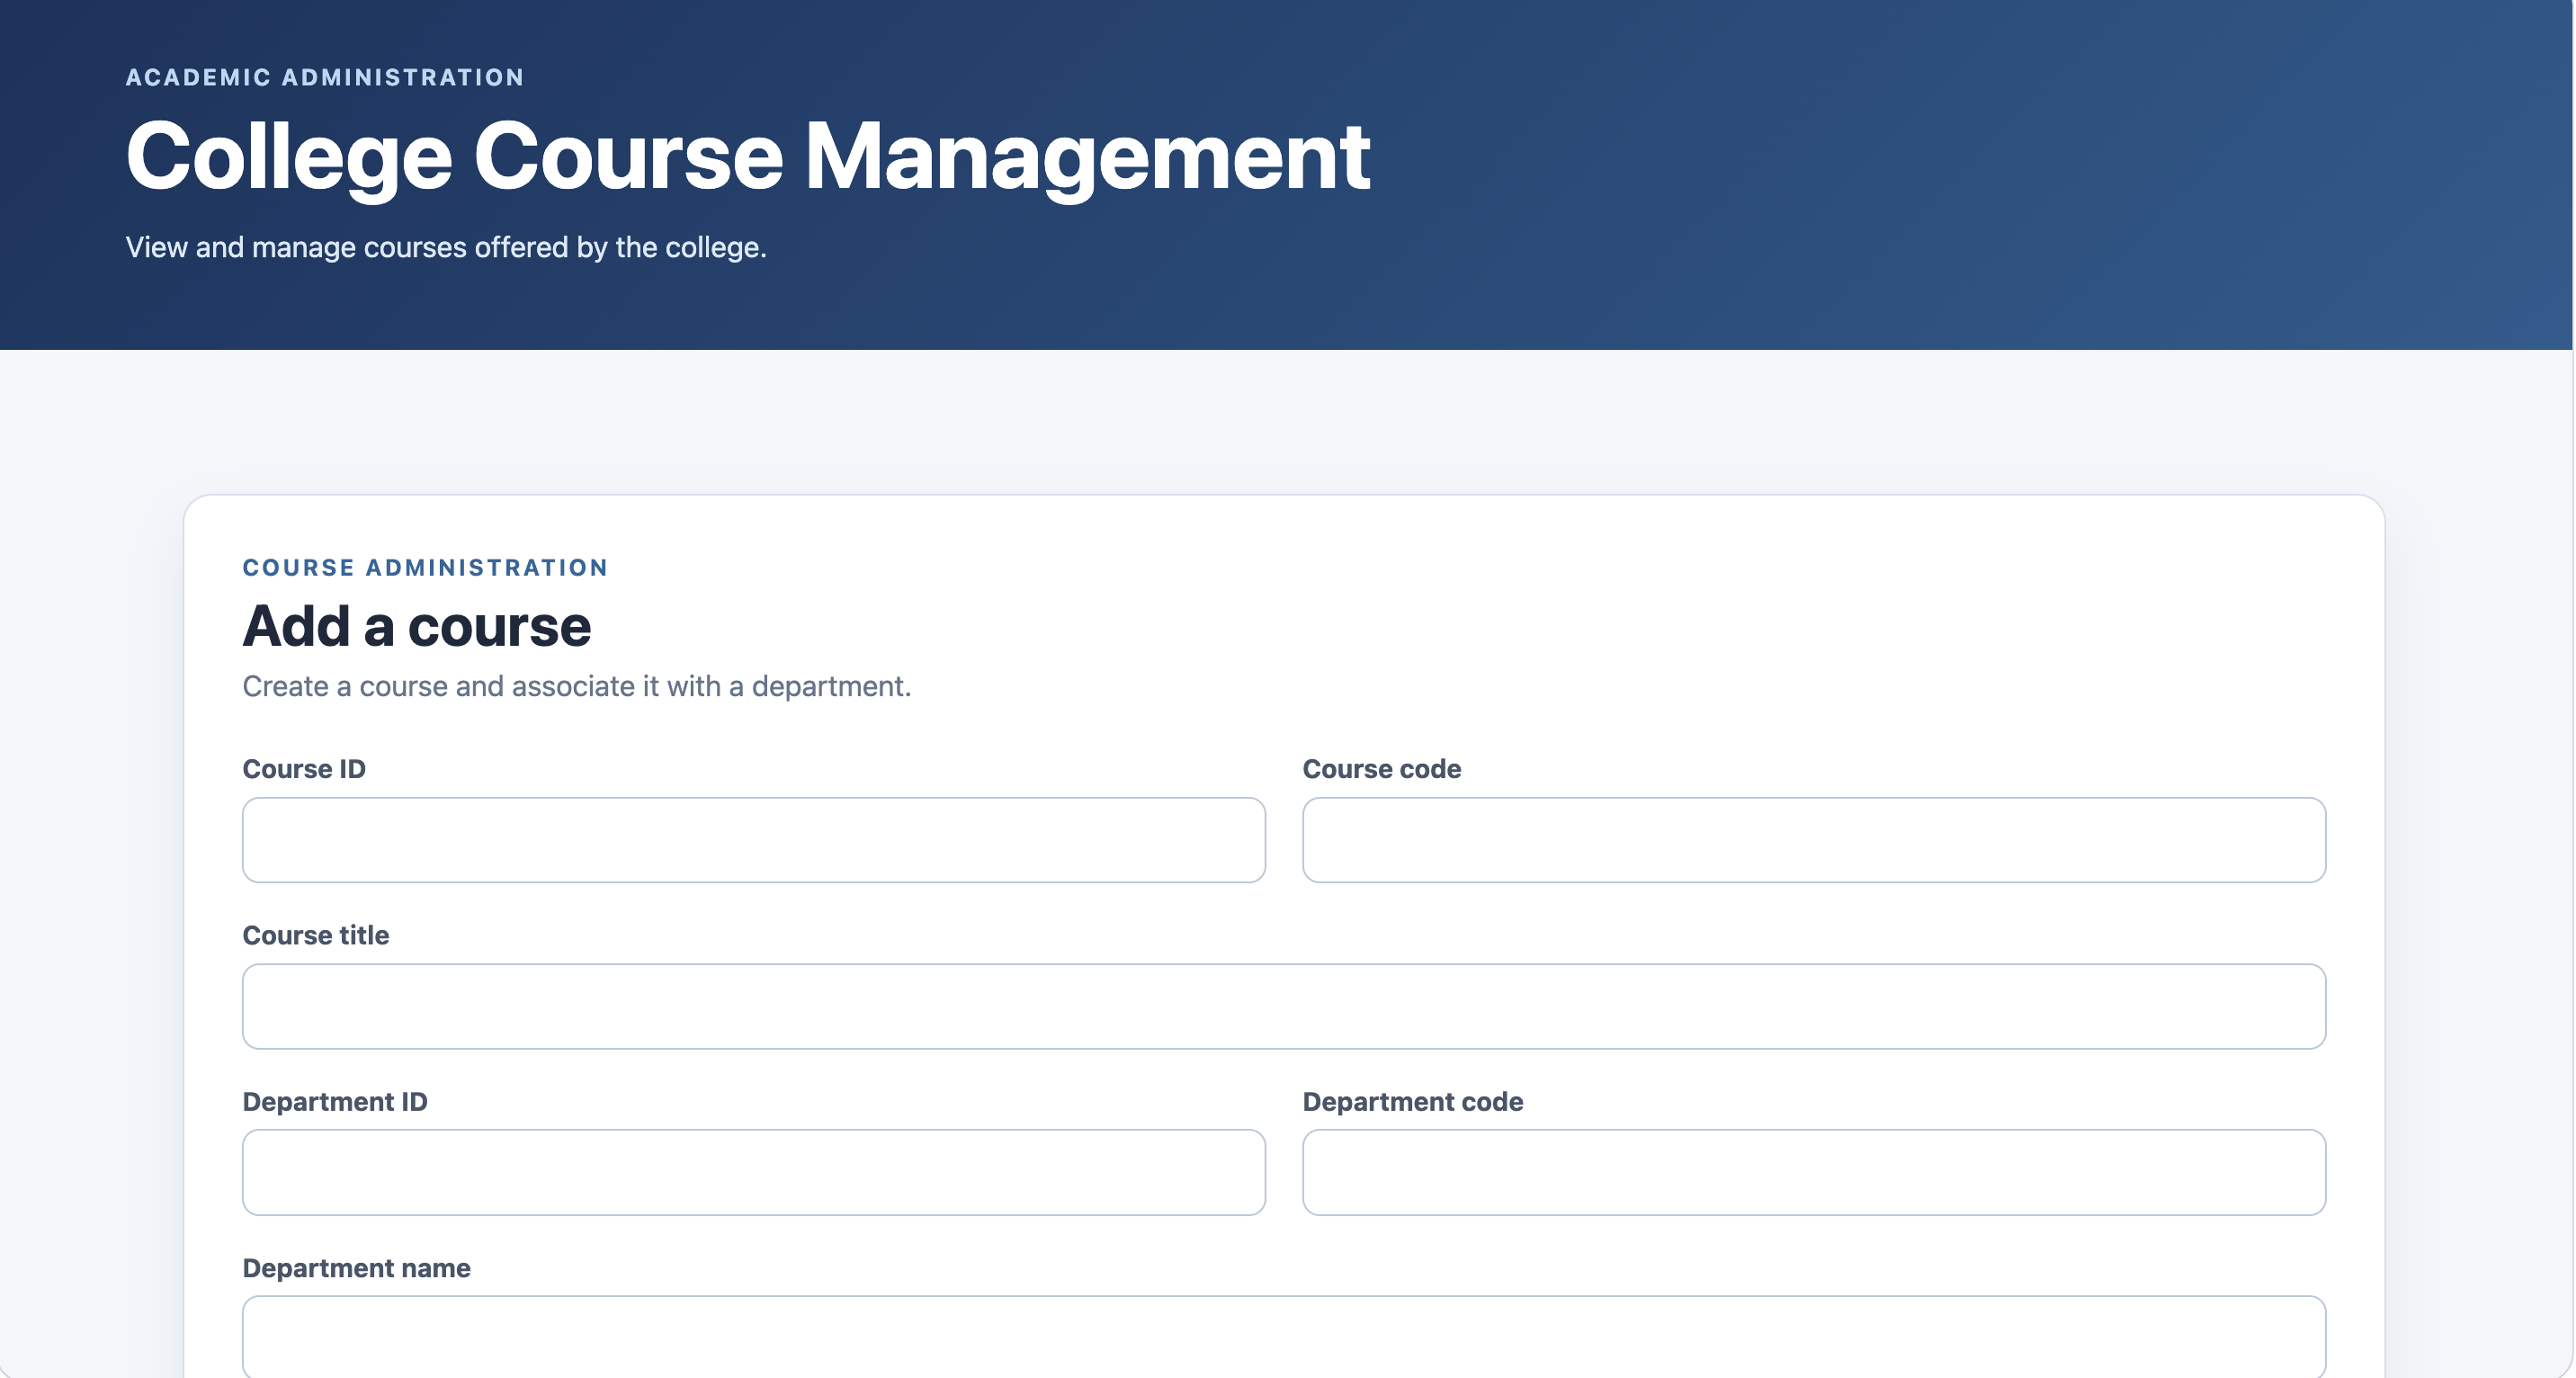 ACADEMIC ADMINISTRATION
College Course Management
View and manage courses offered by the college.
COURSE ADMINISTRATION
Add a course
Create a course and associate it with a department.
Course ID
Course code
Course title
Department ID
Department code
Department name